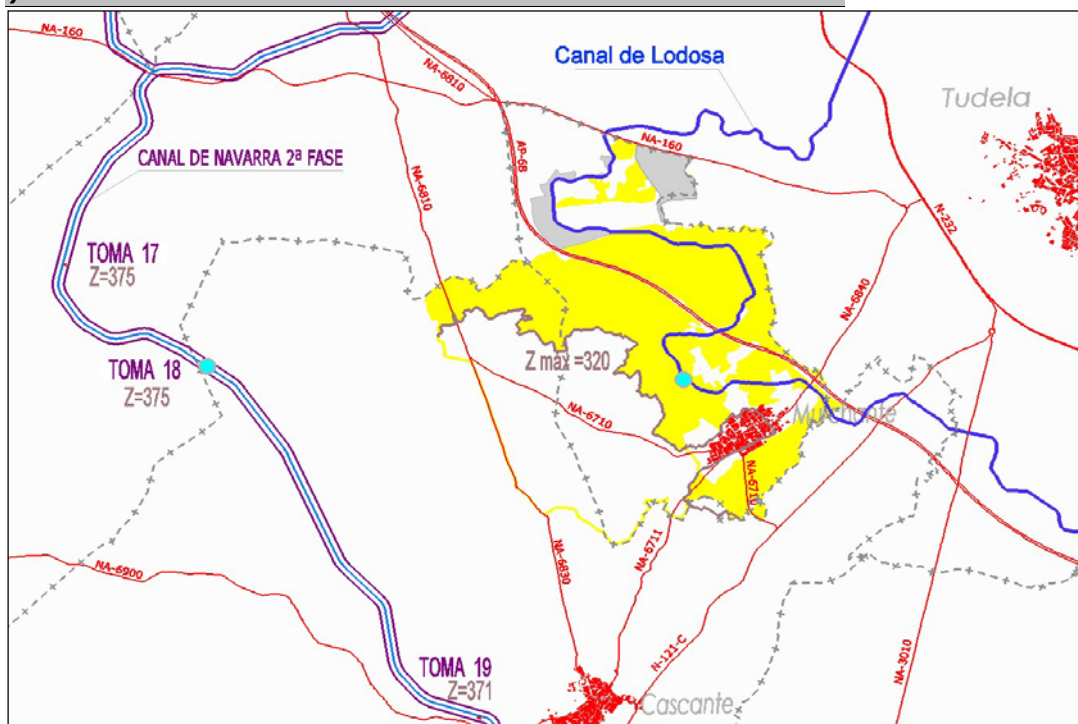 NA-160
NA-6810
Canal de Lodosa
Tudela
CANAL DE NAVARRA 2ª FASE
AP-68
NA-160
NA-6810
N-232
TOMA 17
Z=375
NA-6840
TOMA 18
Z=375
Z max =320
NA-6710
Murchante
NA-6710
NA-6711
NA-6900
NA-6830
N-121-C
NA-3010
TOMA 19
Z=371
Cascante